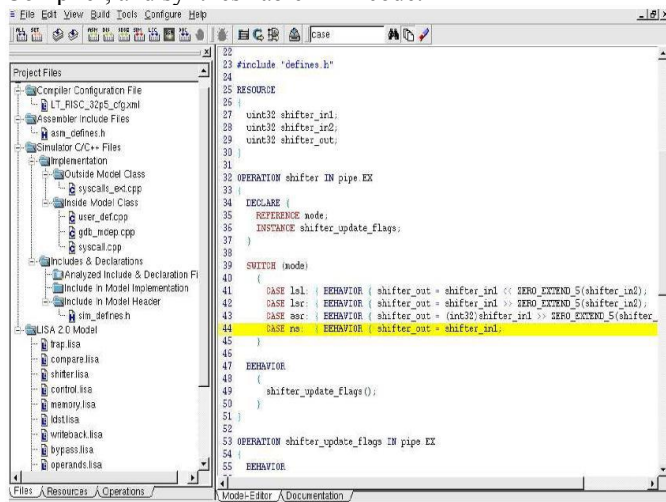 File Edit View Build Tools Configure Help
case
Project Files
Compiler Configuration File
LT_RISC_32p5_cfg.xml
Assembler Include Files
asm_defines.h
Simulator C/C++ Files
Implementation
Outside Model Class
syscalls_ext.cpp
Inside Model Class
user_def.cpp
gdb_mdep.cpp
syscall.cpp
Includes & Declarations
Analyzed Include & Declaration Fi
Include In Model Implementation
Include In Model Header
sim_defines.h
LISA 2.0 Model
trap.lisa
compare.lisa
shifter.lisa
control.lisa
memory.lisa
ldst.lisa
writeback.lisa
bypass.lisa
operands.lisa
Files Resources Operations
22
23 #include "defines.h"
24
25 RESOURCE
26 {
27 uint32 shifter_in1;
28 uint32 shifter_in2;
29 uint32 shifter_out;
30 }
31
32 OPERATION shifter IN pipe.EX
33 {
34 DECLARE {
35 REFERENCE mode;
36 INSTANCE shifter_update_flags;
37 }
38
39 SWITCH (mode)
40 {
41 CASE lsl: { BEHAVIOR { shifter_out = shifter_in1 << ZERO_EXTEND_5(shifter_in2);
42 CASE lsr: { BEHAVIOR { shifter_out = shifter_in1 >> ZERO_EXTEND_5(shifter_in2);
43 CASE asr: { BEHAVIOR { shifter_out = (int32)shifter_in1 >> ZERO_EXTEND_5(shifter_
44 CASE ns: { BEHAVIOR { shifter_out = shifter_in1;
45 }
46
47 BEHAVIOR
48 {
49 shifter_update_flags();
50 }
51 }
52
53 OPERATION shifter_update_flags IN pipe.EX
54 {
55 BEHAVIOR
Model-Editor Documentation